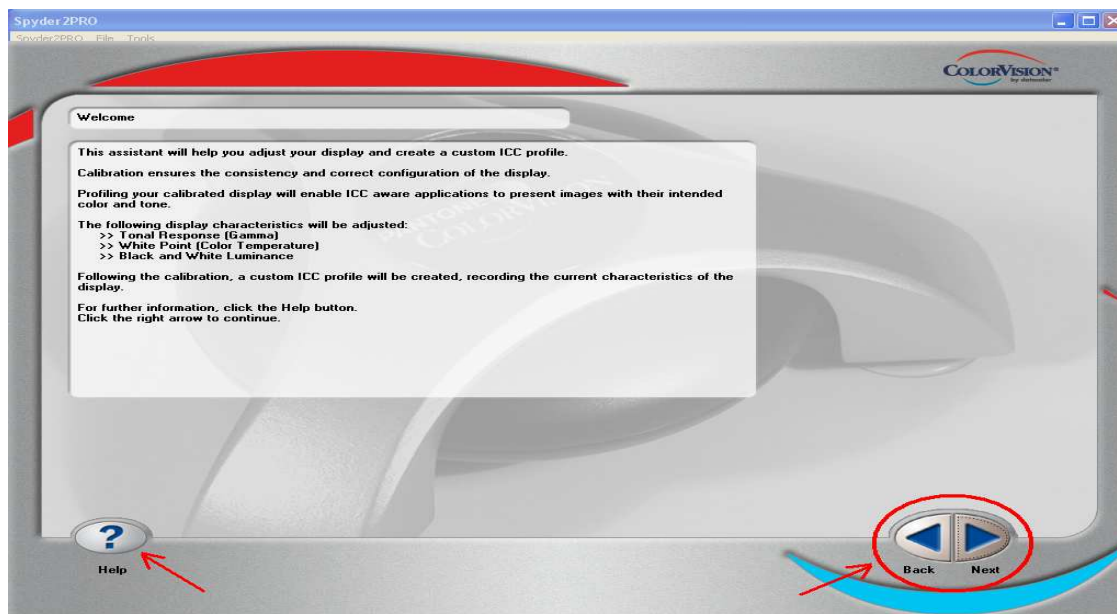 Spyder2PRO
Spyder2PRO File Tools
COLORVISION®
by datacolor
Welcome
This assistant will help you adjust your display and create a custom ICC profile.
Calibration ensures the consistency and correct configuration of the display.
Profiling your calibrated display will enable ICC aware applications to present images with their intended
color and tone.
The following display characteristics will be adjusted:
>> Tonal Response (Gamma)
>> White Point (Color Temperature)
>> Black and White Luminance
Following the calibration, a custom ICC profile will be created, recording the current characteristics of the
display.
For further information, click the Help button.
Click the right arrow to continue.
PANTONE
COLORVISION
?
Help
Back Next